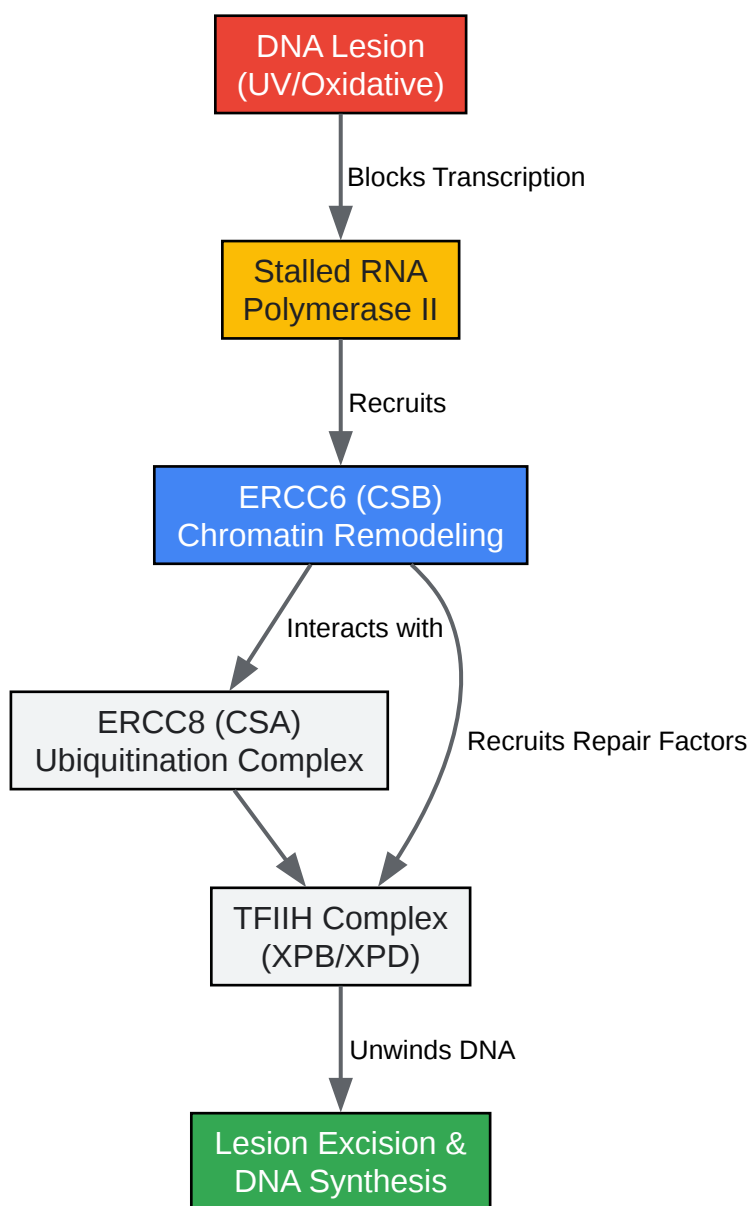 DNA Lesion
(UV/Oxidative)
Blocks Transcription
Stalled RNA
Polymerase II
Recruits
ERCC6 (CSB)
Chromatin Remodeling
Interacts with
ERCC8 (CSA)
Ubiquitination Complex
Recruits Repair Factors
TFIIH Complex
(XPB/XPD)
Unwinds DNA
Lesion Excision &
DNA Synthesis